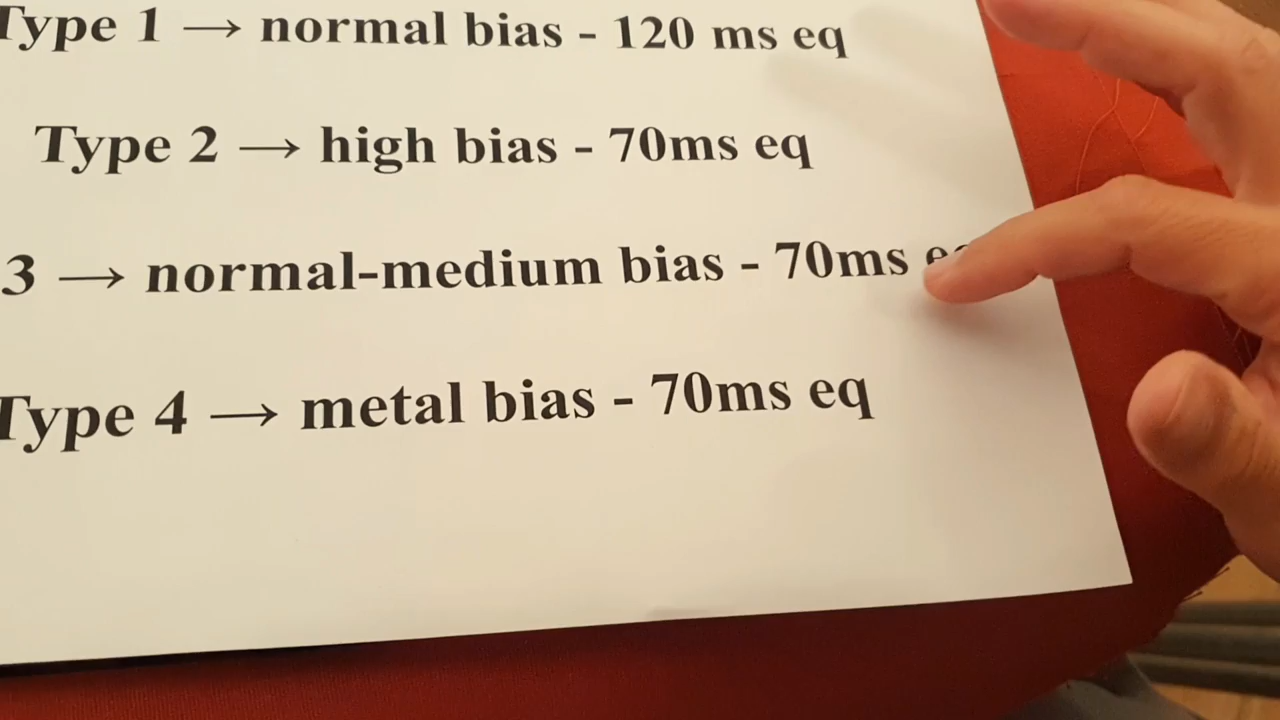 Type 1 → normal bias - 120 ms eq
Type 2 → high bias - 70ms eq
3 → normal-medium bias - 70ms
Type 4 → metal bias - 70ms eq